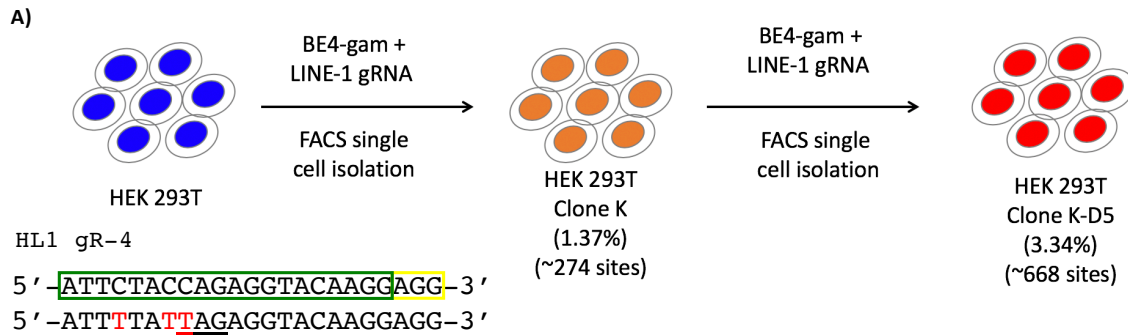 A)
BE4-gam +
LINE-1 gRNA
FACS single
cell isolation
BE4-gam +
LINE-1 gRNA
FACS single
cell isolation
HEK 293T
HEK 293T
Clone K
(1.37%)
(~274 sites)
HEK 293T
Clone K-D5
(3.34%)
(~668 sites)
HL1 gR-4
5’-ATTCTACCAGAGGTACAAGGAGG-3’
5’-ATTTTATTAGAGGTACAAGGAGG-3’